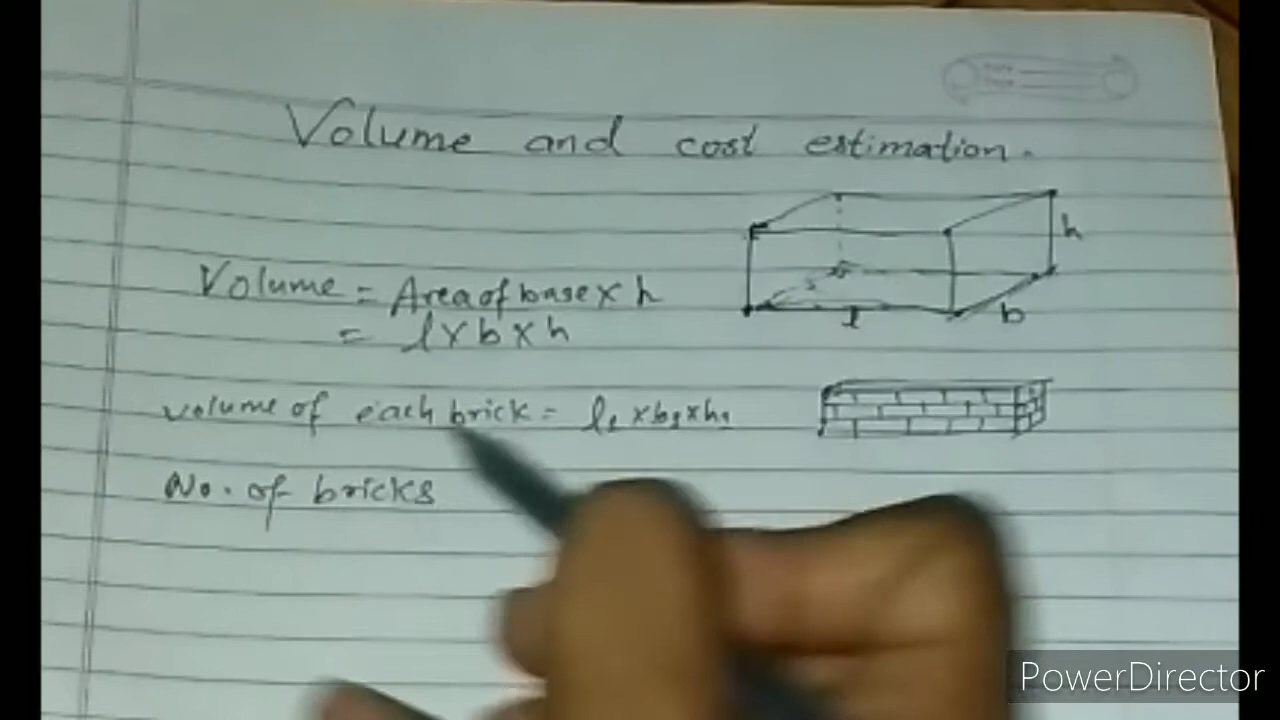 Volume and cost estimation.
h
Volume = Area of base x h
l
b
= l x b x h
volume of each brick = l₁ x b₁ x h₁
No. of bricks
PowerDirector